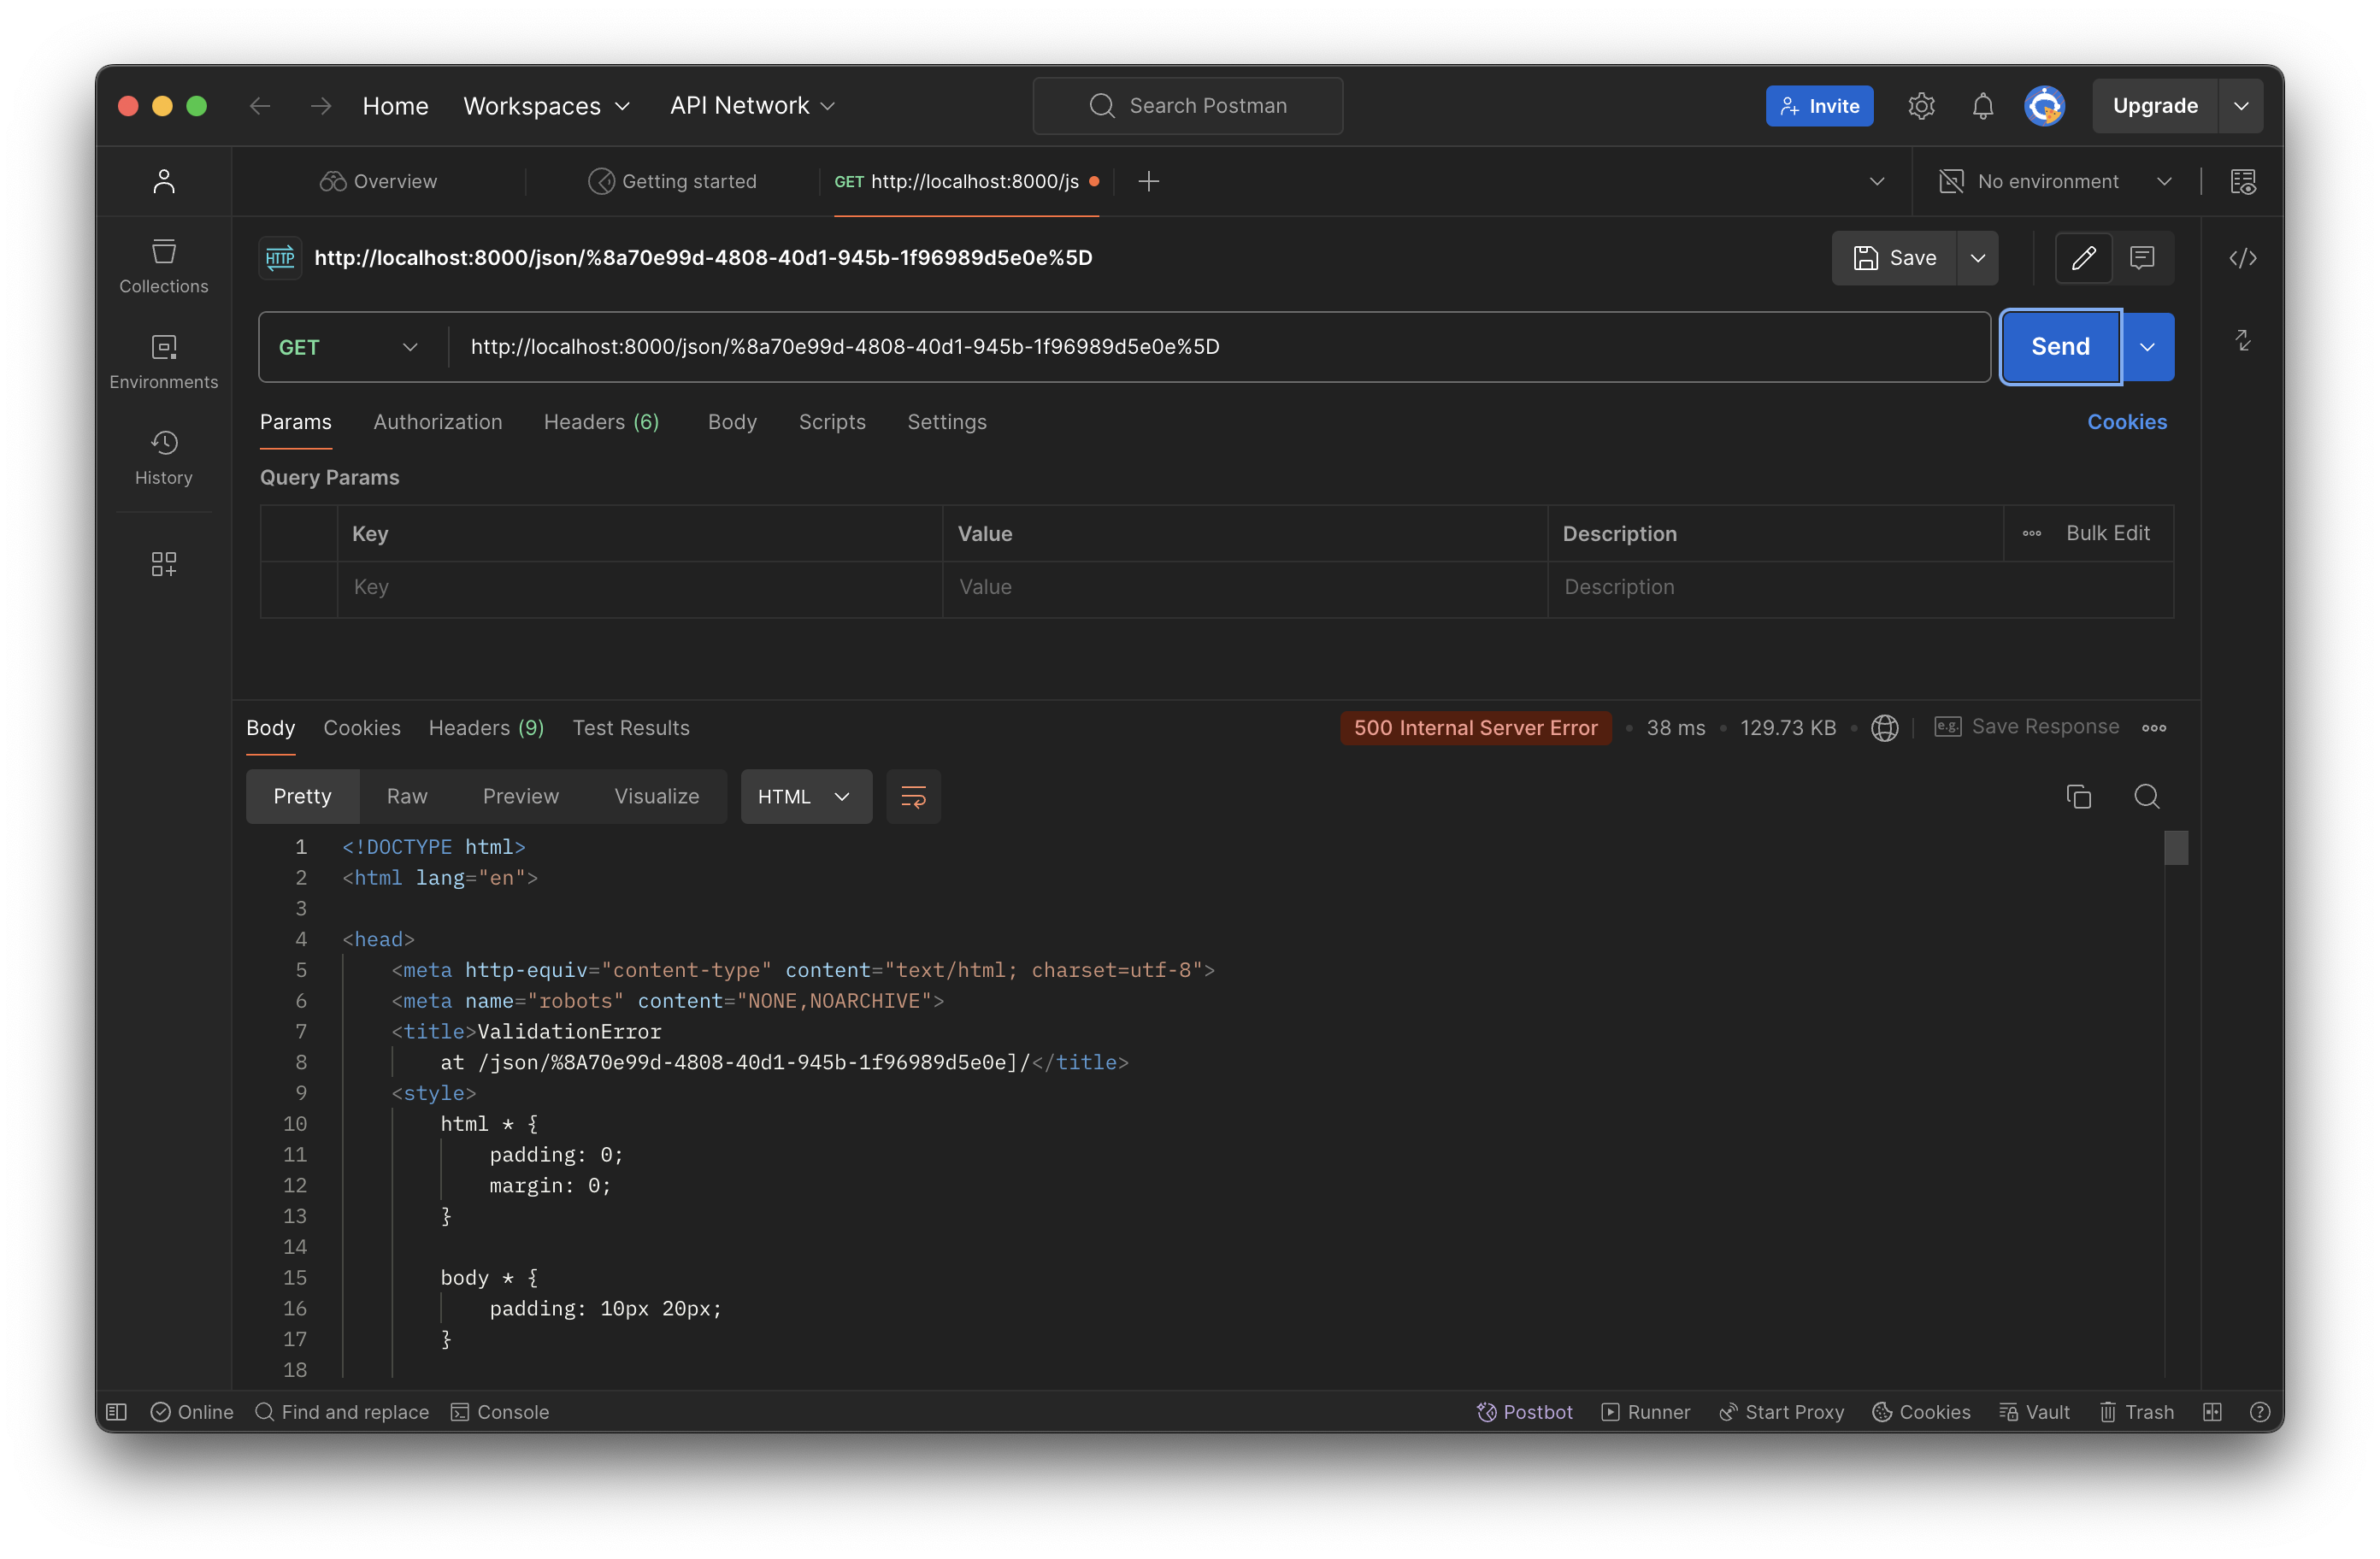 Home Workspaces API Network Search Postman Invite Upgrade
Overview Getting started GET http://localhost:8000/js No environment
HTTP http://localhost:8000/json/%8a70e99d-4808-40d1-945b-1f96989d5e0e%5D Save
Collections
Environments
History
GET http://localhost:8000/json/%8a70e99d-4808-40d1-945b-1f96989d5e0e%5D Send
Params Authorization Headers (6) Body Scripts Settings Cookies
Query Params
Key Value Description Bulk Edit
Key Value Description
Body Cookies Headers (9) Test Results 500 Internal Server Error • 38 ms • 129.73 KB • e.g. Save Response
Pretty Raw Preview Visualize HTML
1 <!DOCTYPE html>
2 <html lang="en">
3
4 <head>
5 <meta http-equiv="content-type" content="text/html; charset=utf-8">
6 <meta name="robots" content="NONE,NOARCHIVE">
7 <title>ValidationError
8 at /json/%8A70e99d-4808-40d1-945b-1f96989d5e0e]/</title>
9 <style>
10 html * {
11 padding: 0;
12 margin: 0;
13 }
14
15 body * {
16 padding: 10px 20px;
17 }
18
Online Find and replace Console Postbot Runner Start Proxy Cookies Vault Trash